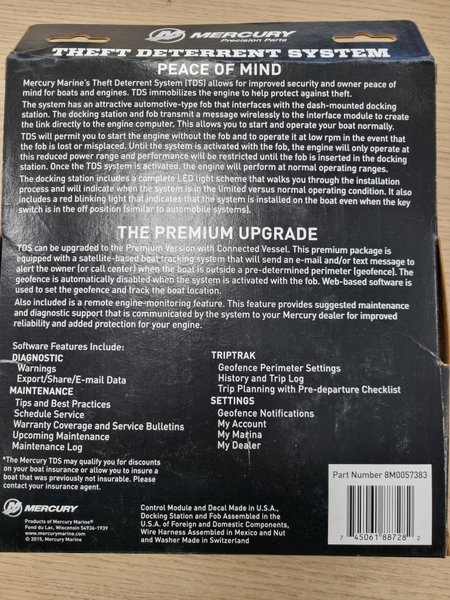 MERCURY
Precision Parts
THEFT DETERRENT SYSTEM
PEACE OF MIND
Mercury Marine's Theft Deterrent System (TDS) allows for improved security and owner peace of
mind for boats and engines. TDS immobilizes the engine to help protect against theft.
The system has an attractive automotive-type fob that interfaces with the dash-mounted docking
station. The docking station and fob transmit a message wirelessly to the interface module to create
the link directly to the engine computer. This allows you to start and operate your boat normally.
TDS will permit you to start the engine without the fob and to operate it at low rpm in the event that
the fob is lost or misplaced. Until the system is activated with the fob, the engine will only operate at
this reduced power range and performance will be restricted until the fob is inserted in the docking
station. Once the TDS system is activated, the engine will perform at normal operating ranges.
The docking station includes a complete LED light scheme that walks you through the installation
process and will indicate when the system is in the limited versus normal operating condition. It also
includes a red blinking light that indicates that the system is installed on the boat even when the key
switch is in the off position (similar to automobile systems).
THE PREMIUM UPGRADE
TDS can be upgraded to the Premium Version with Connected Vessel. This premium package is
equipped with a satellite-based boat tracking system that will send an e-mail and/or text message to
alert the owner (or call center) when the boat is outside a pre-determined perimeter (geofence). The
geofence is automatically disabled when the system is activated with the fob. Web-based software is
used to set the geofence and track the boat location.
Also included is a remote engine-monitoring feature. This feature provides suggested maintenance
and diagnostic support that is communicated by the system to your Mercury dealer for improved
reliability and added protection for your engine.
Software Features Include:
DIAGNOSTIC
Warnings
Export/Share/E-mail Data
MAINTENANCE
Tips and Best Practices
Schedule Service
Warranty Coverage and Service Bulletins
Upcoming Maintenance
Maintenance Log
TRIPTRAK
Geofence Perimeter Settings
History and Trip Log
Trip Planning with Pre-departure Checklist
SETTINGS
Geofence Notifications
My Account
My Marina
My Dealer
*The Mercury TDS may qualify you for discounts
on your boat insurance or allow you to insure a
boat that was previously not insurable. Please
contact your insurance agent.
MERCURY
Products of Mercury Marine®
Fond du Lac, Wisconsin 54936-1939
www.mercurymarine.com
© 2015, Mercury Marine
Control Module and Decal Made in U.S.A.,
Docking Station and Fob Assembled in the
U.S.A. of Foreign and Domestic Components,
Wire Harness Assembled in Mexico and Nut
and Washer Made in Switzerland
Part Number 8M0057383
7 45061 88728 2